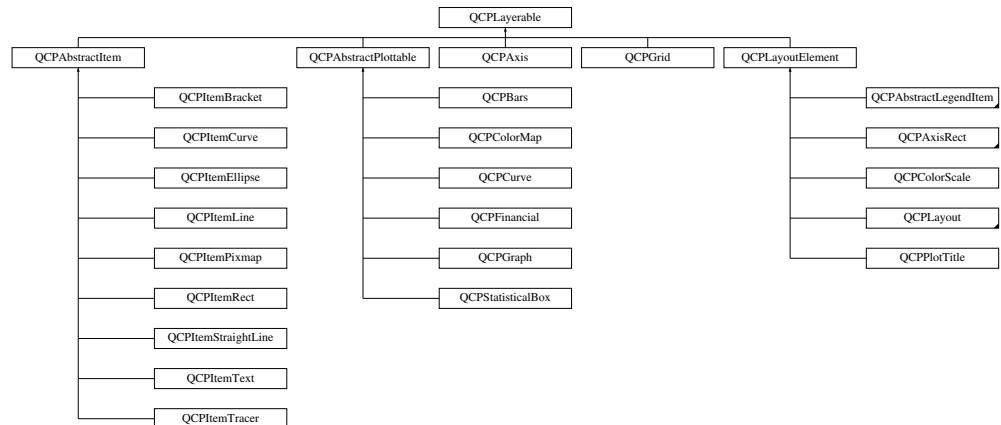 QCPLayerable
QCPAbstractItem
QCPAbstractPlottable
QCPAxis
QCPGrid
QCPLayoutElement
QCPItemBracket
QCPItemCurve
QCPItemEllipse
QCPItemLine
QCPItemPixmap
QCPItemRect
QCPItemStraightLine
QCPItemText
QCPItemTracer
QCPBars
QCPColorMap
QCPCurve
QCPFinancial
QCPGraph
QCPStatisticalBox
QCPAbstractLegendItem
QCPAxisRect
QCPColorScale
QCPLayout
QCPPlotTitle